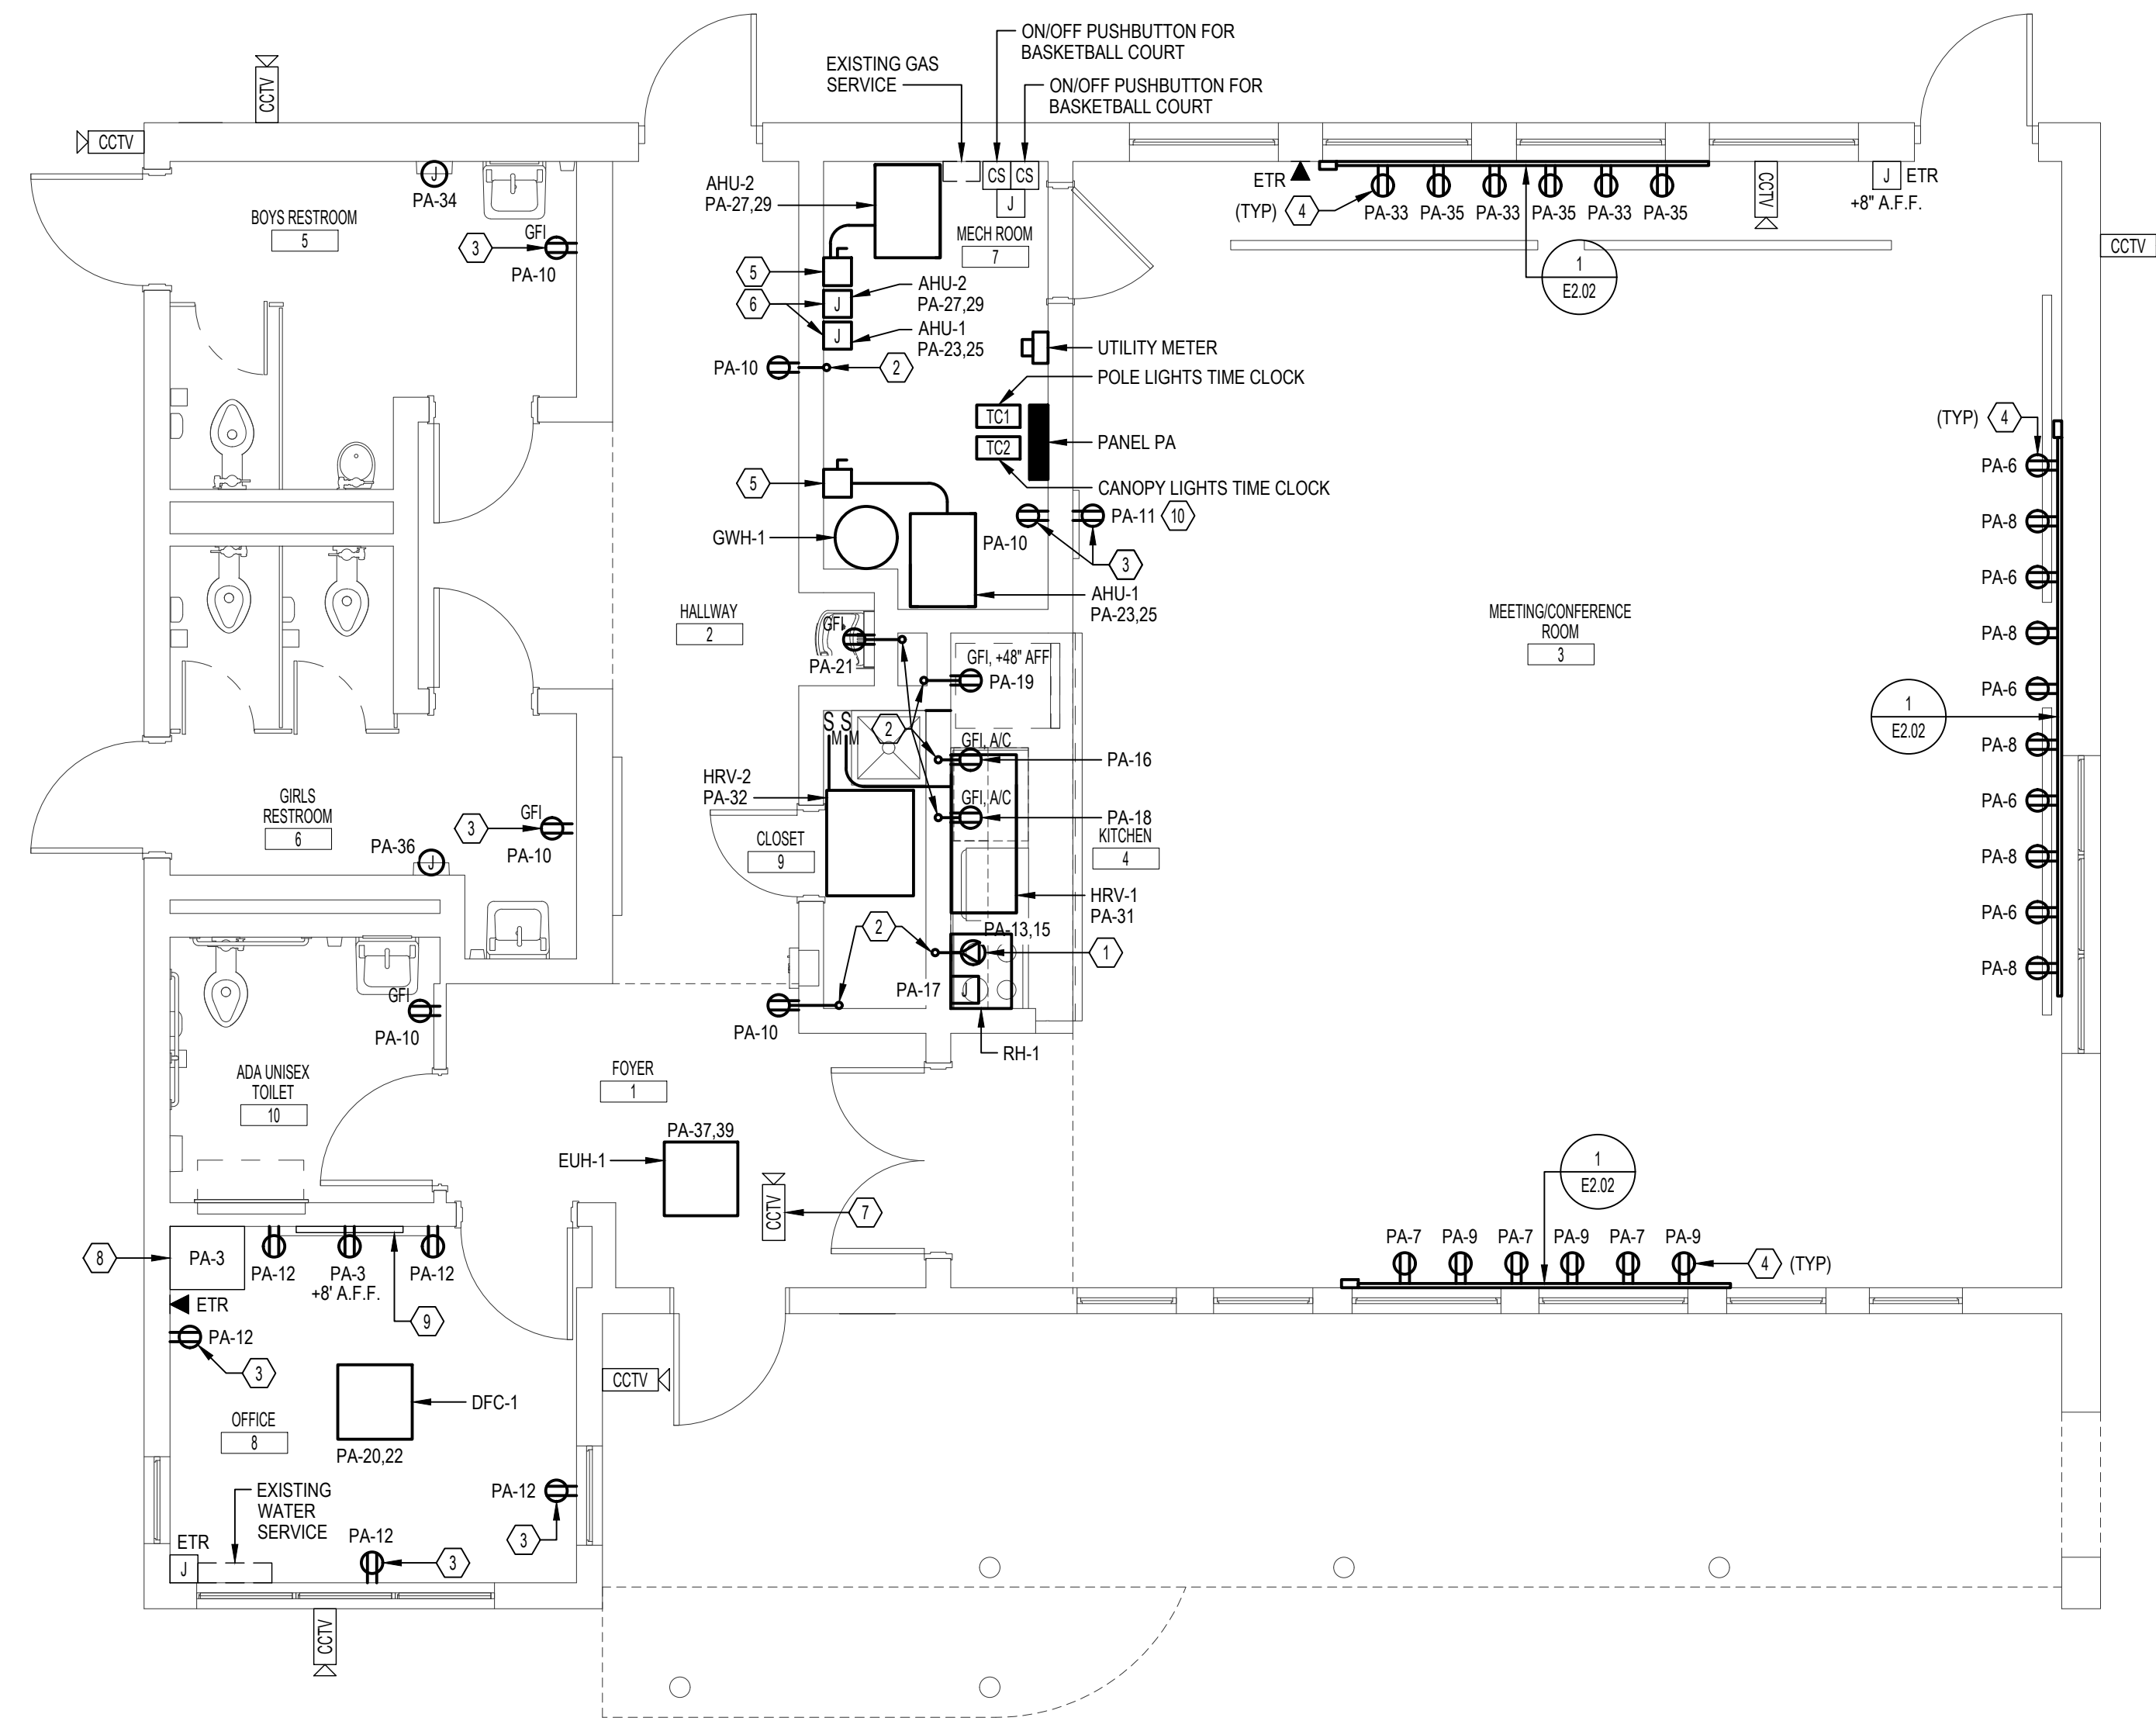 ON/OFF PUSHBUTTON FOR
BASKETBALL COURT
EXISTING GAS
SERVICE
ON/OFF PUSHBUTTON FOR
BASKETBALL COURT
CCTV
CCTV
J
PA-34
BOYS RESTROOM
5
3
GFI
PA-10
AHU-2
PA-27,29
CS
CS
J
MECH ROOM
7
5
6
J
AHU-2
PA-27,29
J
AHU-1
PA-23,25
PA-10
2
UTILITY METER
POLE LIGHTS TIME CLOCK
TC1
PANEL PA
TC2
CANOPY LIGHTS TIME CLOCK
5
GWH-1
PA-10
PA-11
10
3
AHU-1
PA-23,25
ETR
(TYP)
4
PA-33
PA-35
PA-33
PA-35
PA-33
PA-35
CCTV
J
ETR
+8" A.F.F.
CCTV
1
E2.02
(TYP)
4
PA-6
PA-8
PA-6
PA-8
PA-6
PA-8
PA-6
PA-8
PA-6
PA-8
1
E2.02
MEETING/CONFERENCE
ROOM
3
HALLWAY
2
GFI
PA-21
GFI, +48" AFF
PA-19
S
M
S
M
2
GFI, A/C
PA-16
GFI, A/C
PA-18
HRV-2
PA-32
CLOSET
9
KITCHEN
4
HRV-1
PA-31
2
PA-13,15
1
PA-17
J
RH-1
PA-10
GIRLS
RESTROOM
6
3
GFI
PA-10
PA-36
J
GFI
PA-10
ADA UNISEX
TOILET
10
FOYER
1
PA-37,39
EUH-1
CCTV
7
1
E2.02
PA-7
PA-9
PA-7
PA-9
PA-7
PA-9
4
(TYP)
8
PA-3
PA-12
PA-3
+8' A.F.F.
PA-12
9
ETR
PA-12
3
DFC-1
PA-20,22
OFFICE
8
CCTV
EXISTING
WATER
SERVICE
PA-12
3
PA-12
3
ETR
J
CCTV